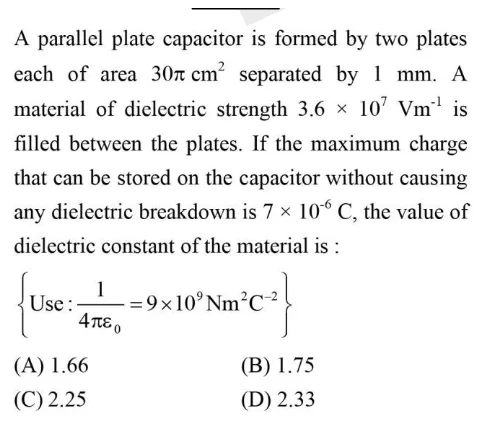 A parallel plate capacitor is formed by two plates
each of area 30π cm² separated by 1 mm. A
material of dielectric strength 3.6 × 10⁷ Vm⁻¹ is
filled between the plates. If the maximum charge
that can be stored on the capacitor without causing
any dielectric breakdown is 7 × 10⁻⁶ C, the value of
dielectric constant of the material is :
{Use : 1/(4πε₀) = 9×10⁹ Nm²C⁻²}
(A) 1.66 (B) 1.75
(C) 2.25 (D) 2.33